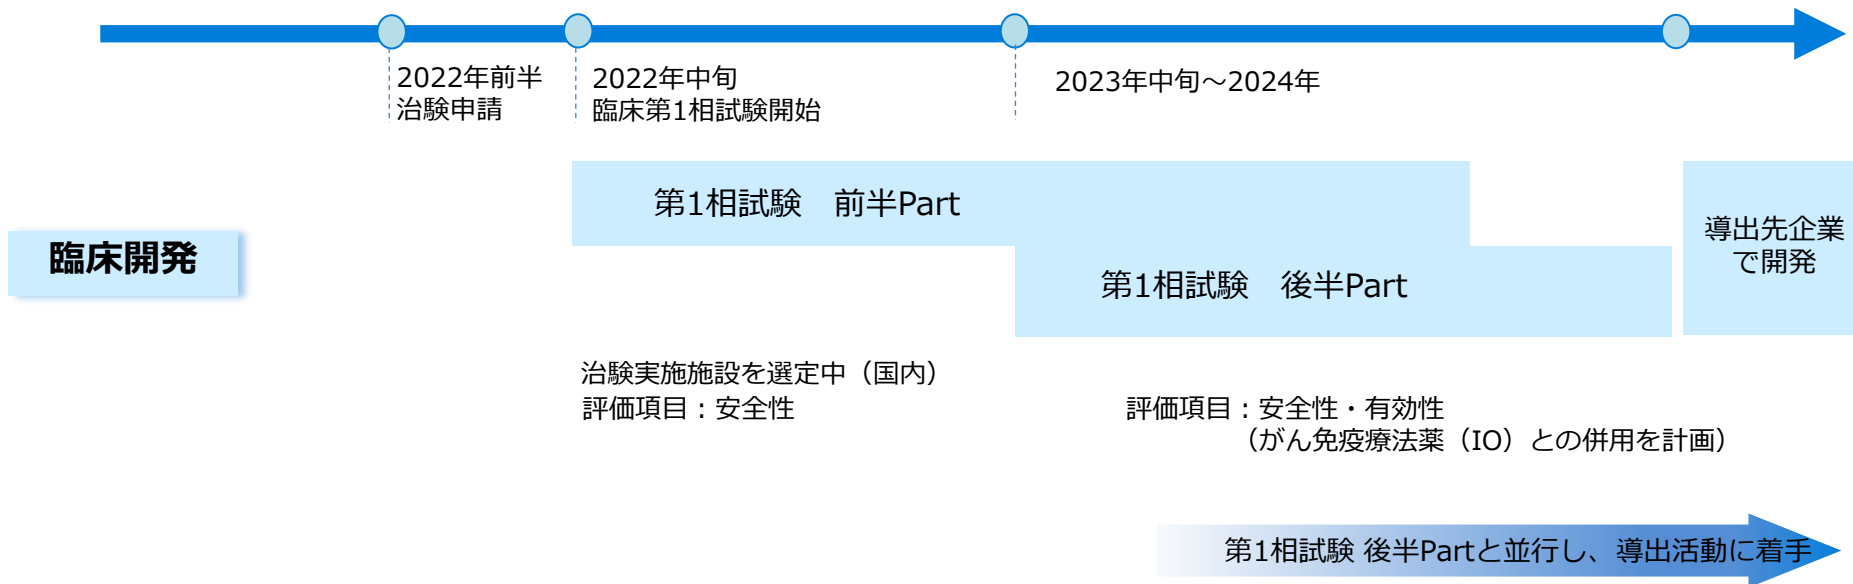 2022年前半
治験申請
2022年中旬
臨床第1相試験開始
2023年中旬～2024年
第1相試験　前半Part
臨床開発
導出先企業
で開発
第1相試験　後半Part
治験実施施設を選定中（国内）
評価項目：安全性
評価項目：安全性・有効性
（がん免疫療法薬（IO）との併用を計画）
第1相試験 後半Partと並行し、導出活動に着手